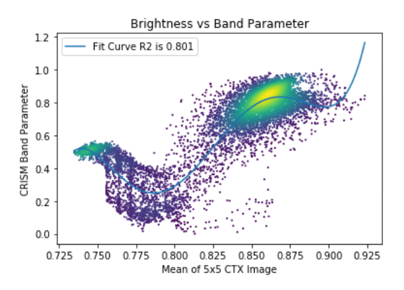 Brightness vs Band Parameter
Fit Curve R2 is 0.801
CRISM Band Parameter
1.2
1.0
0.8
0.6
0.4
0.2
0.0
0.725 0.750 0.775 0.800 0.825 0.850 0.875 0.900 0.925
Mean of 5x5 CTX Image